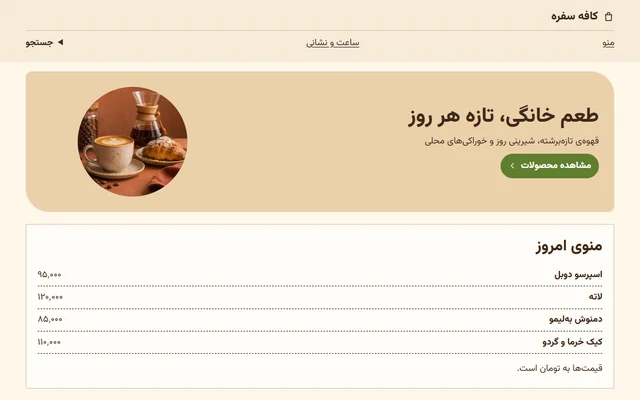 کافه سفره
منو
ساعت و نشانی
جستجو
طعم خانگی، تازه هر روز
قهوه‌ی تازه‌برشته، شیرینی روز و خوراکی‌های محلی
مشاهده محصولات
منوی امروز
اسپرسو دوبل ۹۵,۰۰۰
لاته ۱۲۰,۰۰۰
دمنوش به‌لیمو ۸۵,۰۰۰
کیک خرما و گردو ۱۱۰,۰۰۰
قیمت‌ها به تومان است.